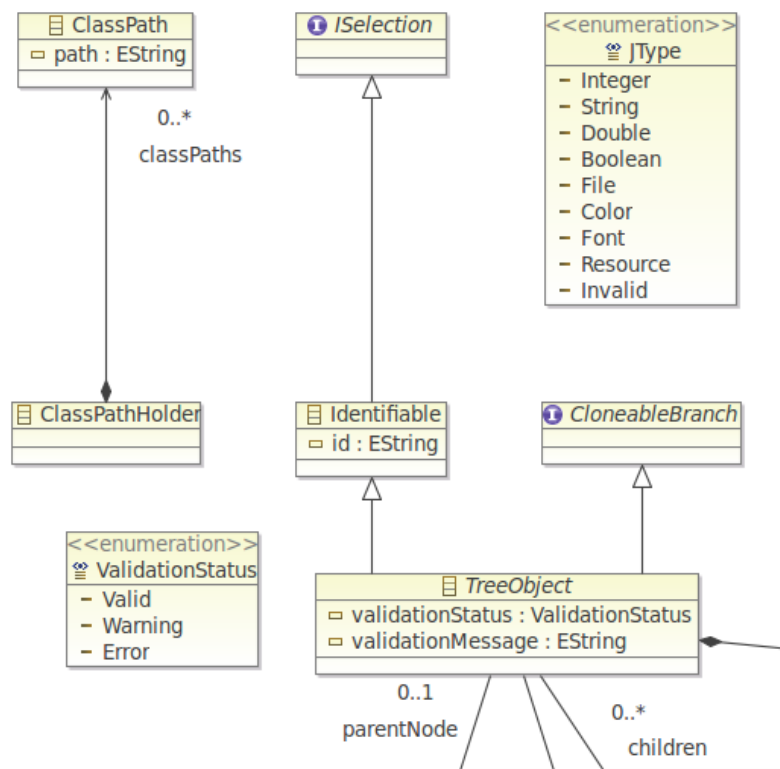 ClassPath
path : EString
0..*
classPaths
ClassPathHolder
ISelection
Identifiable
id : EString
<<enumeration>>
JType
Integer
String
Double
Boolean
File
Color
Font
Resource
Invalid
CloneableBranch
<<enumeration>>
ValidationStatus
Valid
Warning
Error
TreeObject
validationStatus : ValidationStatus
validationMessage : EString
0..1
parentNode
0..*
children